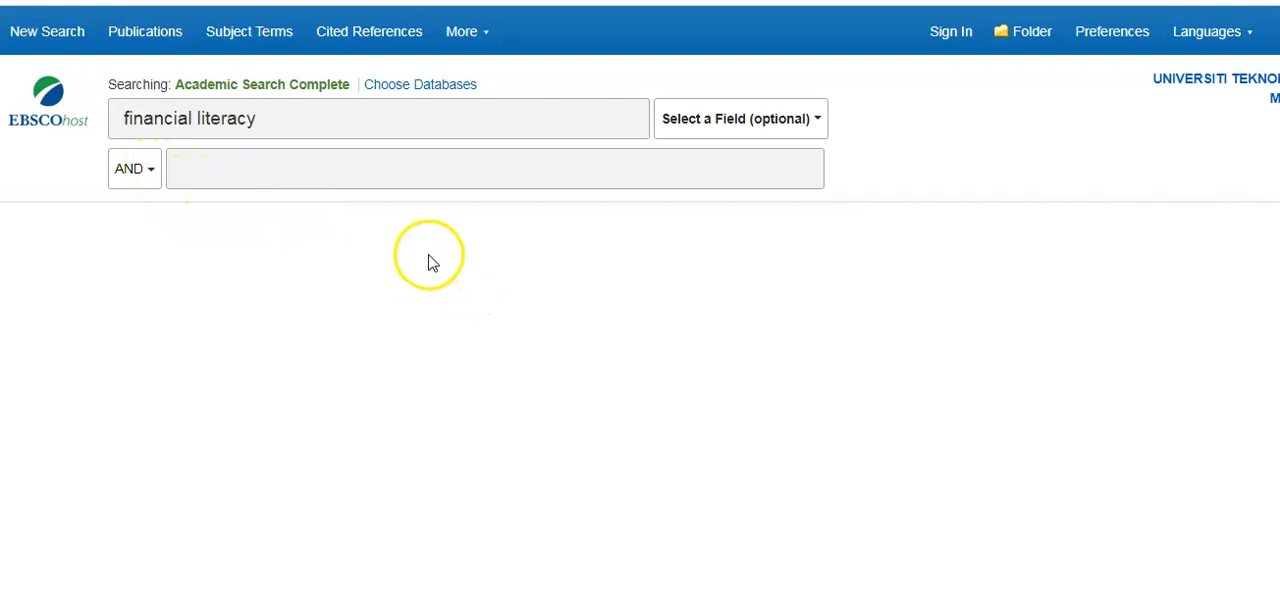 New Search Publications Subject Terms Cited References More Sign In Folder Preferences Languages
Searching: Academic Search Complete Choose Databases
UNIVERSITI
EBSCOhost
financial literacy Select a Field (optional)
AND